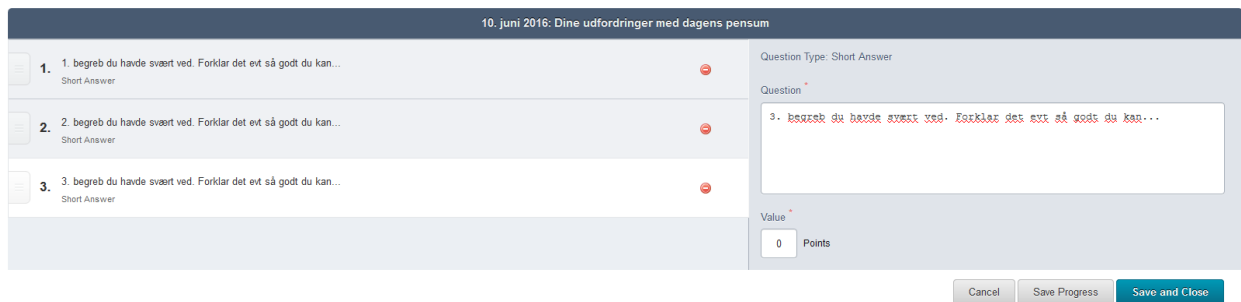 10. juni 2016: Dine udfordringer med dagens pensum
1. 1. begreb du havde svært ved. Forklar det evt så godt du kan...
Short Answer
2. 2. begreb du havde svært ved. Forklar det evt så godt du kan...
Short Answer
3. 3. begreb du havde svært ved. Forklar det evt så godt du kan...
Short Answer
Question Type: Short Answer
Question *
3. begreb du havde svært ved. Forklar det evt så godt du kan...
Value *
0 Points
Cancel Save Progress Save and Close